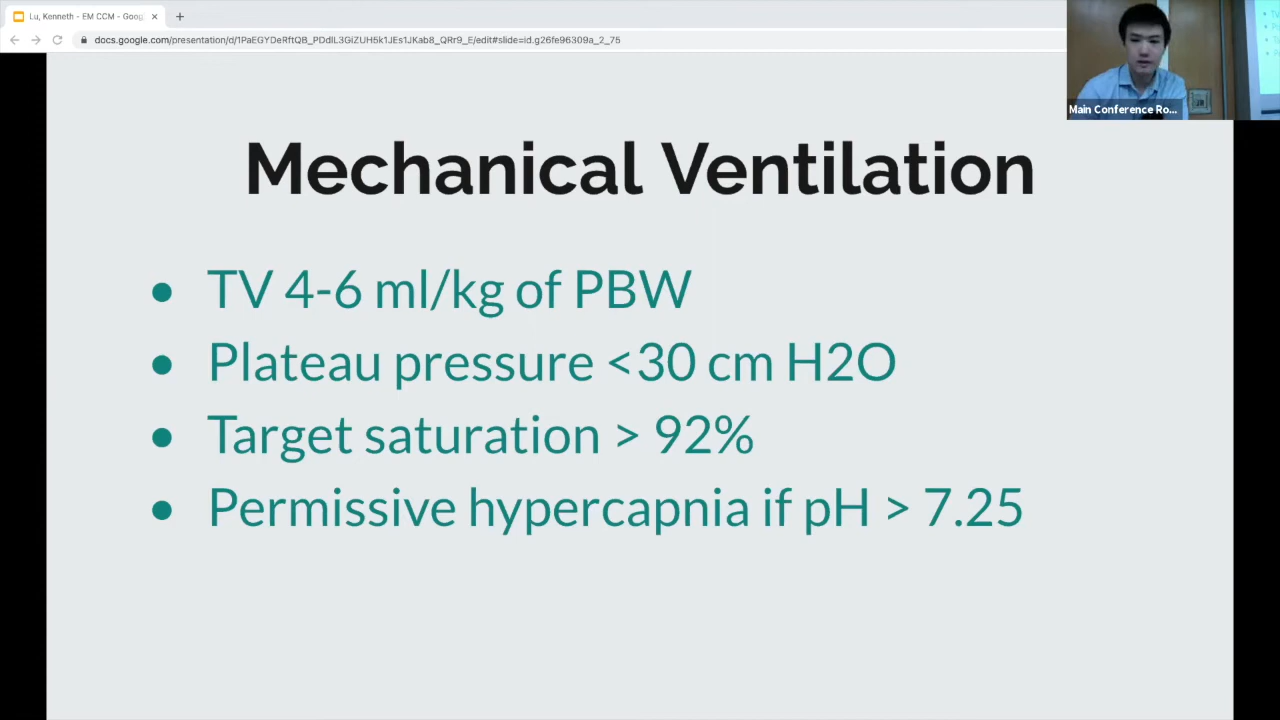 Lu, Kenneth - EM CCM - Goog
docs.google.com/presentation/d/1PaEGYDeRftQB_PDdlL3GiZUH5k1JEs1JKab8_QRr9_E/edit#slide=id.g26fe96309a_2_75
Main Conference Ro...
Mechanical Ventilation
• TV 4-6 ml/kg of PBW
• Plateau pressure <30 cm H2O
• Target saturation > 92%
• Permissive hypercapnia if pH > 7.25